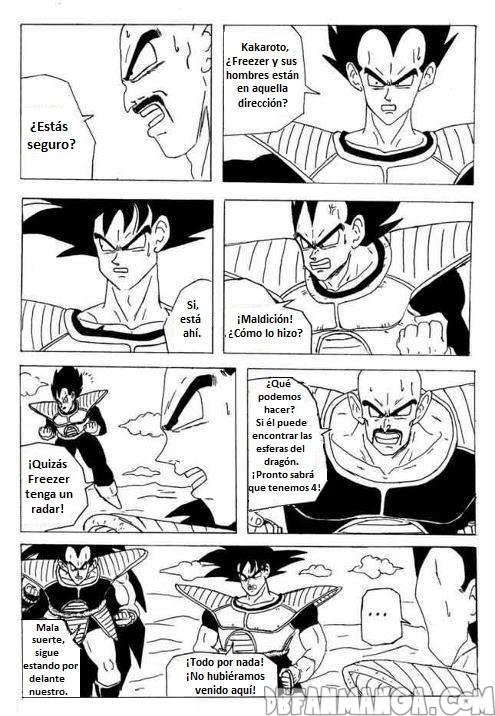 ¿Estás
seguro?
Kakaroto,
¿Freezer y sus
hombres están
en aquella
dirección?
Si,
está
ahí.
¡Maldición!
¿Cómo lo hizo?
¡Quizás
Freezer
tenga un
radar!
¿Qué
podemos
hacer?
Si él puede
encontrar las
esferas del
dragón.
¡Pronto sabrá
que tenemos 4!
Mala
suerte,
sigue
estando por
delante
nuestro.
¡Todo por nada!
¡No hubiéramos
venido aquí!
...
DBFANMANGA.COM